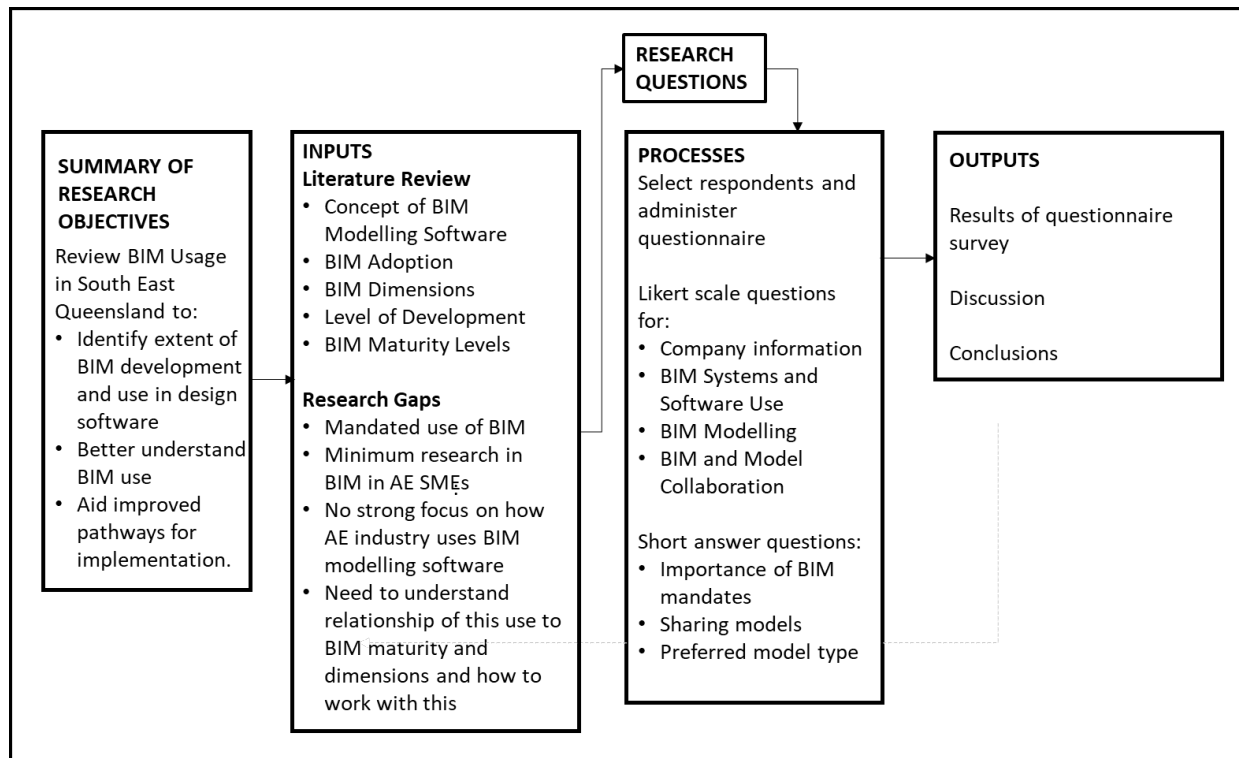 SUMMARY OF
RESEARCH
OBJECTIVES
Review BIM Usage
in South East
Queensland to:
• Identify extent of
BIM development
and use in design
software
• Better understand
BIM use
• Aid improved
pathways for
implementation.
INPUTS
Literature Review
• Concept of BIM
Modelling Software
• BIM Adoption
• BIM Dimensions
• Level of Development
• BIM Maturity Levels
Research Gaps
• Mandated use of BIM
• Minimum research in
BIM in AE SMEs
• No strong focus on how
AE industry uses BIM
modelling software
• Need to understand
relationship of this use to
BIM maturity and
dimensions and how to
work with this
RESEARCH
QUESTIONS
PROCESSES
Select respondents and
administer
questionnaire
Likert scale questions
for:
• Company information
• BIM Systems and
Software Use
• BIM Modelling
• BIM and Model
Collaboration
Short answer questions:
• Importance of BIM
mandates
• Sharing models
• Preferred model type
OUTPUTS
Results of questionnaire
survey
Discussion
Conclusions